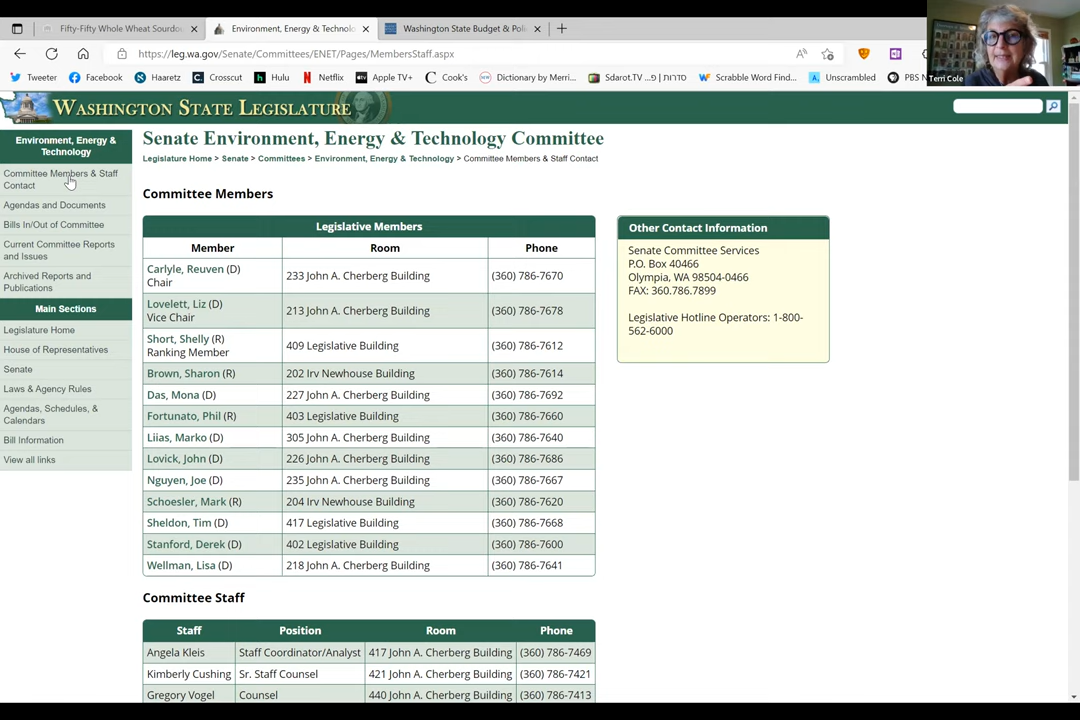 Fifty-Fifty Whole Wheat Sourdou
Environment, Energy & Technolo
Washington State Budget & Poli
https://leg.wa.gov/Senate/Committees/ENET/Pages/MembersStaff.aspx
Tweeter
Facebook
Haaretz
Crosscut
Hulu
Netflix
Apple TV+
Cook's
Dictionary by Merri...
Sdarot.TV סדרות | פ...
Scrabble Word Find...
Unscrambled
PBS N
Terri Cole
WASHINGTON STATE LEGISLATURE
Environment, Energy &
Technology
Committee Members & Staff
Contact
Agendas and Documents
Bills In/Out of Committee
Current Committee Reports
and Issues
Archived Reports and
Publications
Main Sections
Legislature Home
House of Representatives
Senate
Laws & Agency Rules
Agendas, Schedules, &
Calendars
Bill Information
View all links
Senate Environment, Energy & Technology Committee
Legislature Home > Senate > Committees > Environment, Energy & Technology > Committee Members & Staff Contact
Committee Members
Legislative Members
Member Room Phone
Carlyle, Reuven (D)
Chair
233 John A. Cherberg Building (360) 786-7670
Lovelett, Liz (D)
Vice Chair
213 John A. Cherberg Building (360) 786-7678
Short, Shelly (R)
Ranking Member
409 Legislative Building (360) 786-7612
Brown, Sharon (R) 202 Irv Newhouse Building (360) 786-7614
Das, Mona (D) 227 John A. Cherberg Building (360) 786-7692
Fortunato, Phil (R) 403 Legislative Building (360) 786-7660
Liias, Marko (D) 305 John A. Cherberg Building (360) 786-7640
Lovick, John (D) 226 John A. Cherberg Building (360) 786-7686
Nguyen, Joe (D) 235 John A. Cherberg Building (360) 786-7667
Schoesler, Mark (R) 204 Irv Newhouse Building (360) 786-7620
Sheldon, Tim (D) 417 Legislative Building (360) 786-7668
Stanford, Derek (D) 402 Legislative Building (360) 786-7600
Wellman, Lisa (D) 218 John A. Cherberg Building (360) 786-7641
Other Contact Information
Senate Committee Services
P.O. Box 40466
Olympia, WA 98504-0466
FAX: 360.786.7899
Legislative Hotline Operators: 1-800-
562-6000
Committee Staff
Staff Position Room Phone
Angela Kleis Staff Coordinator/Analyst 417 John A. Cherberg Building (360) 786-7469
Kimberly Cushing Sr. Staff Counsel 421 John A. Cherberg Building (360) 786-7421
Gregory Vogel Counsel 440 John A. Cherberg Building (360) 786-7413